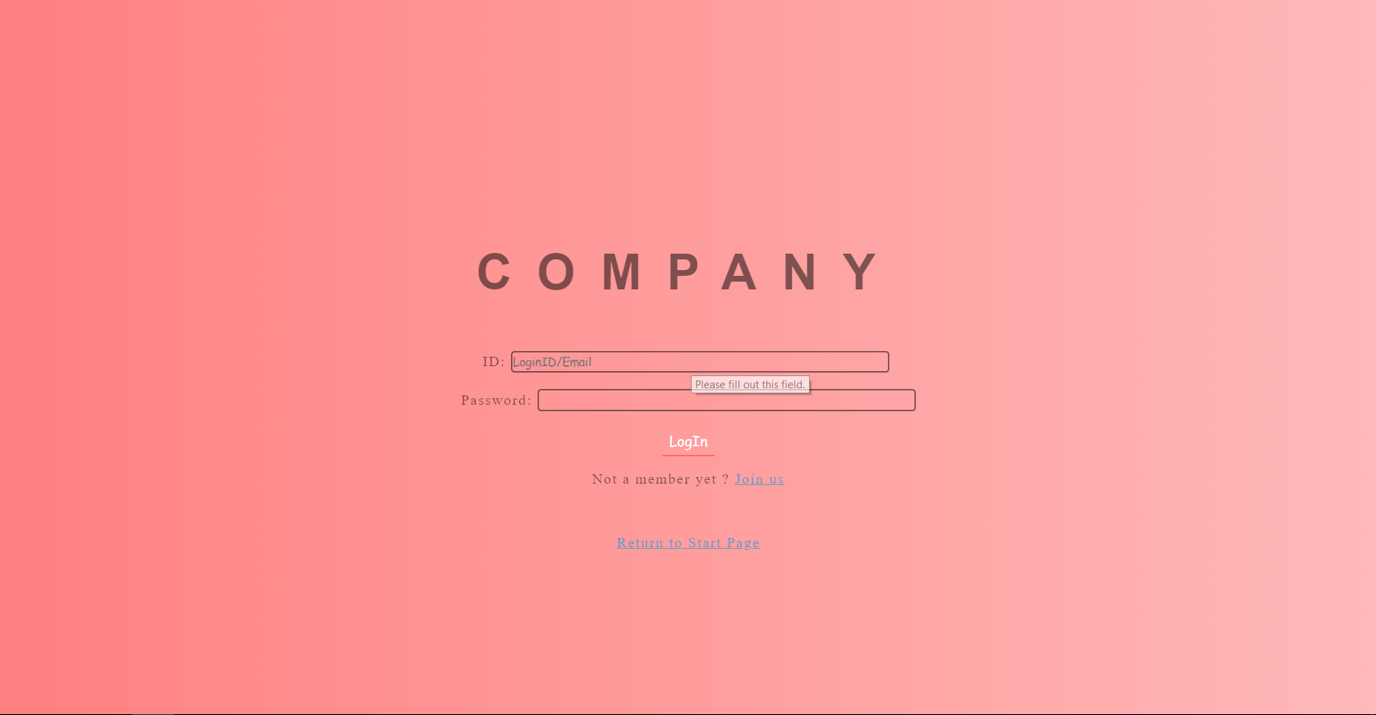 C O M P A N Y
ID: LoginID/Email
Please fill out this field.
Password:
LogIn
Not a member yet ? Join us
Return to Start Page